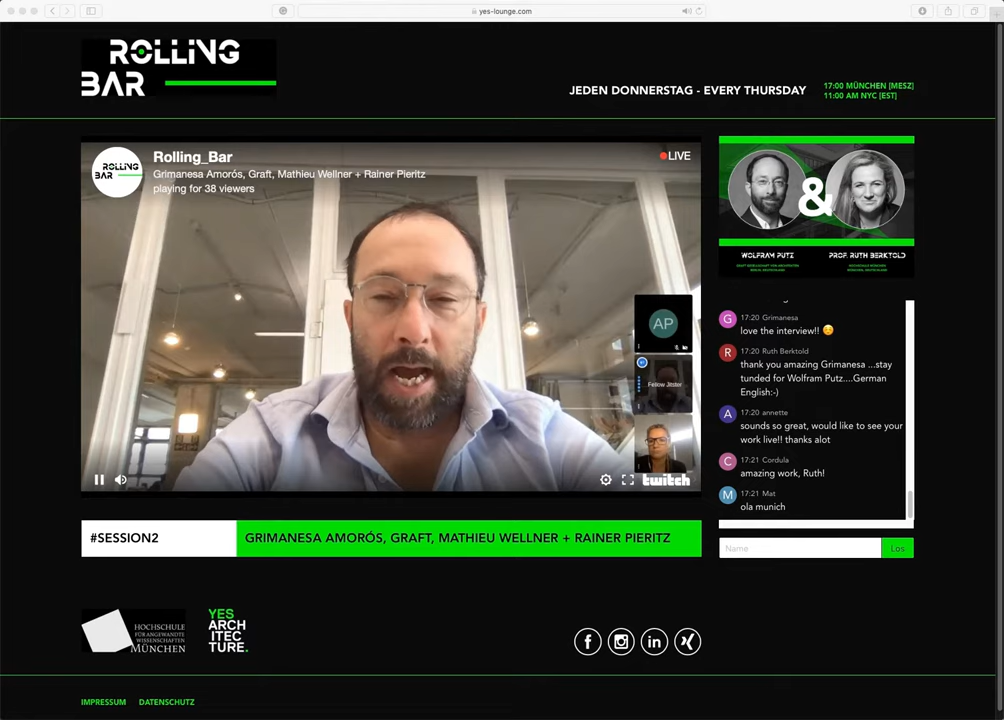 yes-lounge.com
ROLLING
BAR
JEDEN DONNERSTAG - EVERY THURSDAY
17:00 MÜNCHEN [MESZ]
11:00 AM NYC [EST]
ROLLING
BAR
Rolling_Bar
Grimanesa Amorós, Graft, Mathieu Wellner + Rainer Pieritz
playing for 38 viewers
LIVE
AP
Fellow Jitster
twitch
&
WOLFRAM PUTZ
PROF. RUTH BERKTOLD
G
17:20 Grimanesa
love the interview!! 😊
R
17:20 Ruth Berktold
thank you amazing Grimanesa ...stay
tunded for Wolfram Putz....German
English:-)
A
17:20 annette
sounds so great, would like to see your
work live!! thanks alot
C
17:21 Cordula
amazing work, Ruth!
M
17:21 Mat
ola munich
Name
Los
#SESSION2
GRIMANESA AMORÓS, GRAFT, MATHIEU WELLNER + RAINER PIERITZ
HOCHSCHULE
FÜR ANGEWANDTE
WISSENSCHAFTEN
MÜNCHEN
YES
ARCH
ITEC
TURE.
f
in
IMPRESSUM
DATENSCHUTZ